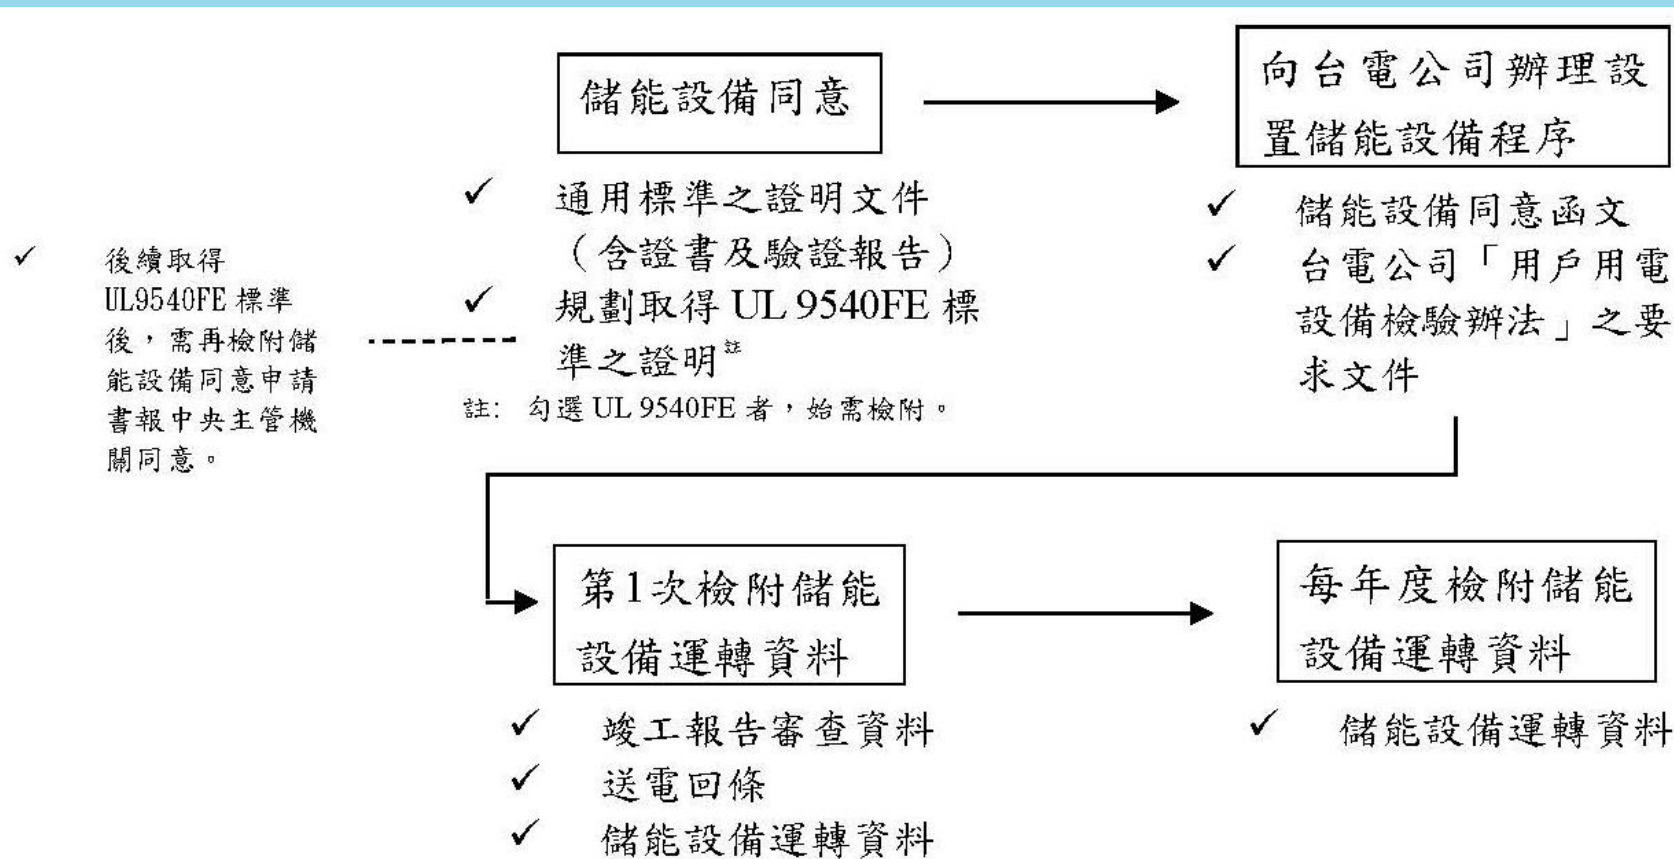 儲能設備同意
✓ 通用標準之證明文件
(含證書及驗證報告)
✓ 規劃取得 UL 9540FE 標
準之證明註
註: 勾選 UL 9540FE 者,始需檢附。
✓ 後續取得
UL9540FE 標準
後,需再檢附儲
能設備同意申請
書報中央主管機
關同意。
向台電公司辦理設
置儲能設備程序
✓ 儲能設備同意函文
✓ 台電公司「用戶用電
設備檢驗辦法」之要
求文件
第1次檢附儲能
設備運轉資料
✓ 竣工報告審查資料
✓ 送電回條
✓ 儲能設備運轉資料
每年度檢附儲能
設備運轉資料
✓ 儲能設備運轉資料